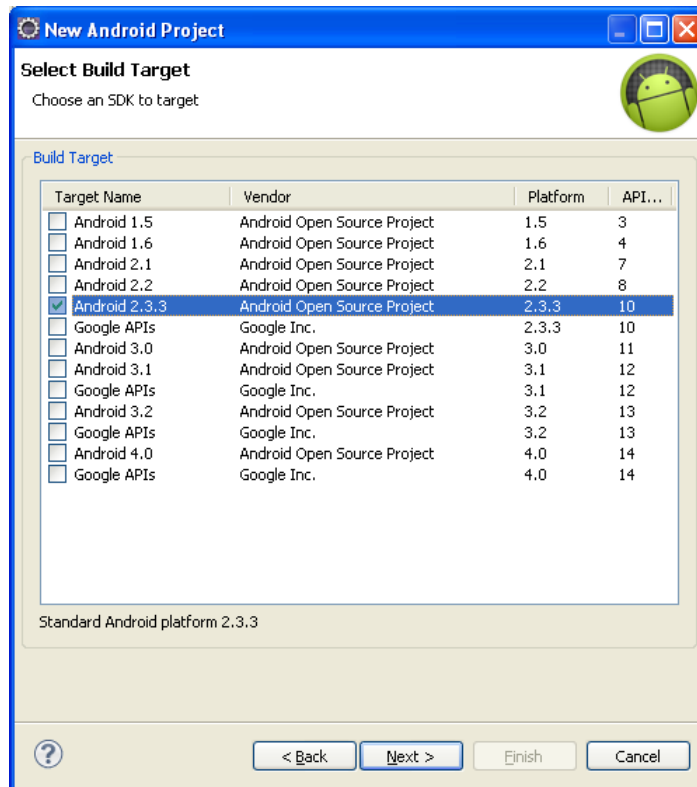 New Android Project
Select Build Target
Choose an SDK to target
Build Target
Target Name Vendor Platform API...
Android 1.5 Android Open Source Project 1.5 3
Android 1.6 Android Open Source Project 1.6 4
Android 2.1 Android Open Source Project 2.1 7
Android 2.2 Android Open Source Project 2.2 8
Android 2.3.3 Android Open Source Project 2.3.3 10
Google APIs Google Inc. 2.3.3 10
Android 3.0 Android Open Source Project 3.0 11
Android 3.1 Android Open Source Project 3.1 12
Google APIs Google Inc. 3.1 12
Android 3.2 Android Open Source Project 3.2 13
Google APIs Google Inc. 3.2 13
Android 4.0 Android Open Source Project 4.0 14
Google APIs Google Inc. 4.0 14
Standard Android platform 2.3.3
? < Back Next > Finish Cancel